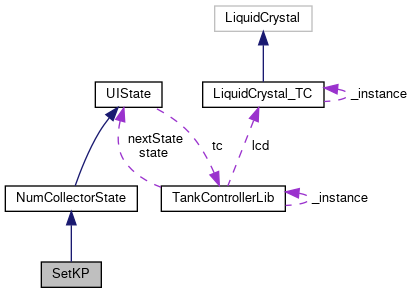 LiquidCrystal
UIState
LiquidCrystal_TC
_instance
nextState
state
tc
lcd
NumCollectorState
TankControllerLib
_instance
SetKP